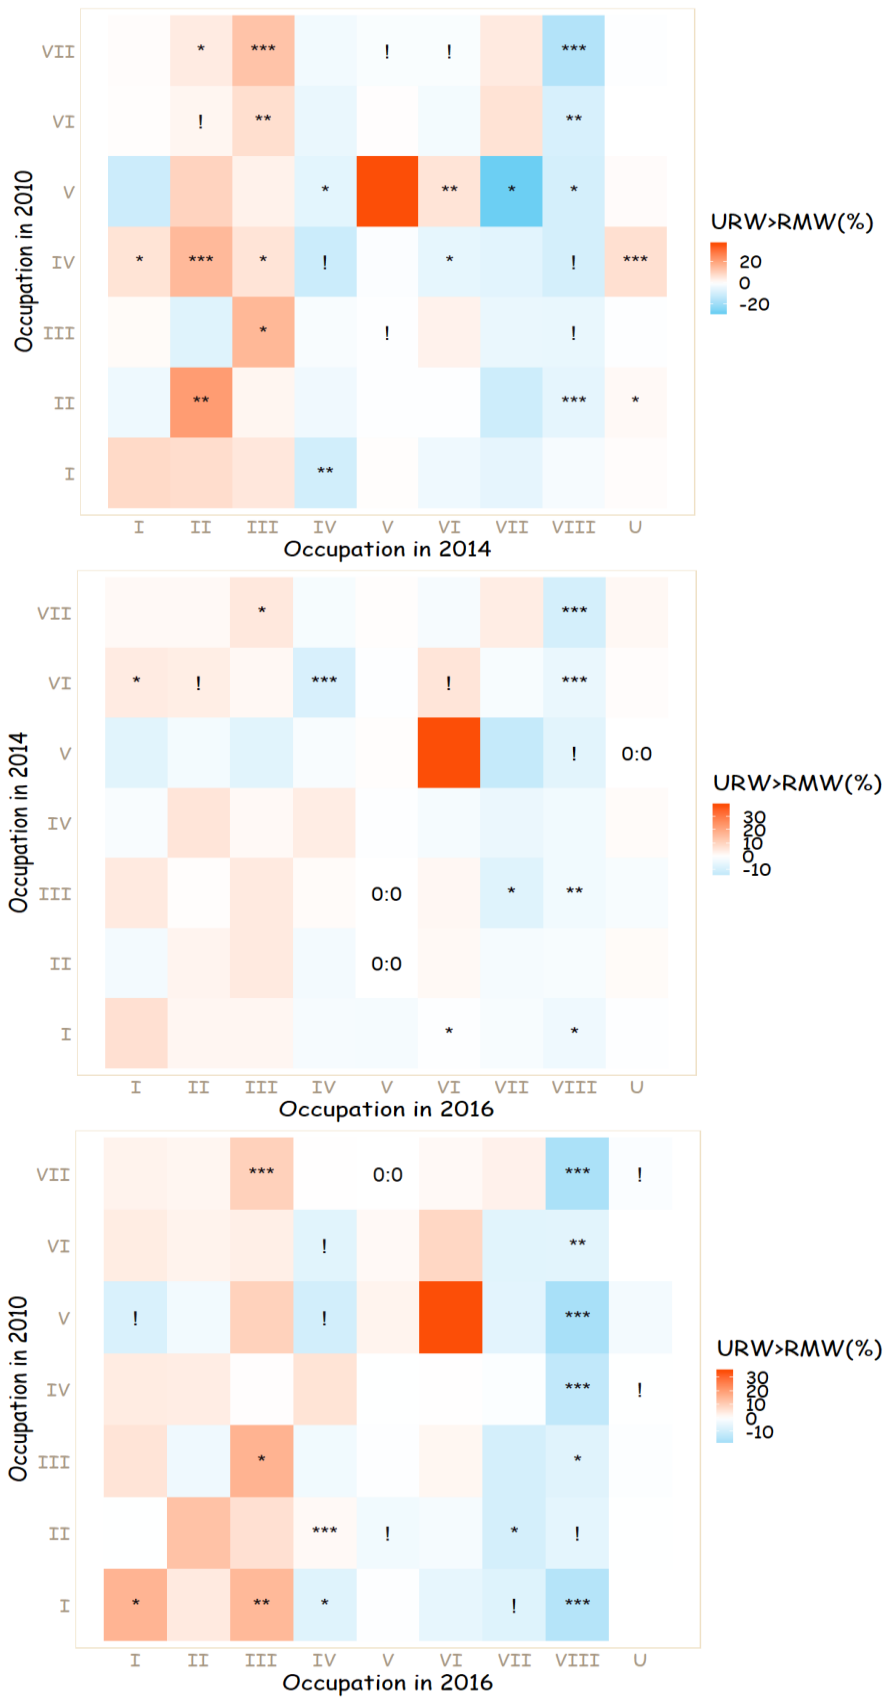 VII * *** ! ! ***
VI ! ** **
V * ** * *
IV * *** * ! * ! ***
III * ! !
II ** *** *
I **
I II III IV V VI VII VIII U
Occupation in 2014
Occupation in 2010
URW>RMW(%)
20
0
-20
VII * ***
VI * ! *** ! ***
V ! 0:0
IV
III 0:0 * **
II 0:0
I * *
I II III IV V VI VII VIII U
Occupation in 2016
Occupation in 2014
URW>RMW(%)
30
20
10
0
-10
VII *** 0:0 *** !
VI ! **
V ! ! ***
IV *** !
III * *
II *** ! * !
I * ** * ! ***
I II III IV V VI VII VIII U
Occupation in 2016
Occupation in 2010
URW>RMW(%)
30
20
10
0
-10